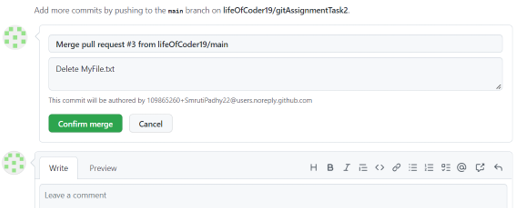 Add more commits by pushing to the main branch on lifeOfCoder19/gitAssignmentTask2.
Merge pull request #3 from lifeOfCoder19/main
Delete MyFile.txt
This commit will be authored by 109865260+SmrutiPadhy22@users.noreply.github.com
Confirm merge Cancel
Write Preview
Leave a comment